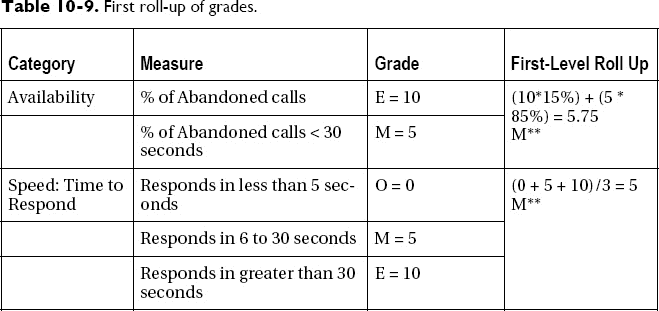 Table 10-9. First roll-up of grades.
Category Measure Grade First-Level Roll Up
Availability % of Abandoned calls E = 10 (10*15%) + (5 *
85%) = 5.75
M**
% of Abandoned calls < 30 M = 5
seconds
Speed: Time to Responds in less than 5 sec- O = 0 (0 + 5 + 10)/3 = 5
Respond onds M**
Responds in 6 to 30 seconds M = 5
Responds in greater than 30 E = 10
seconds